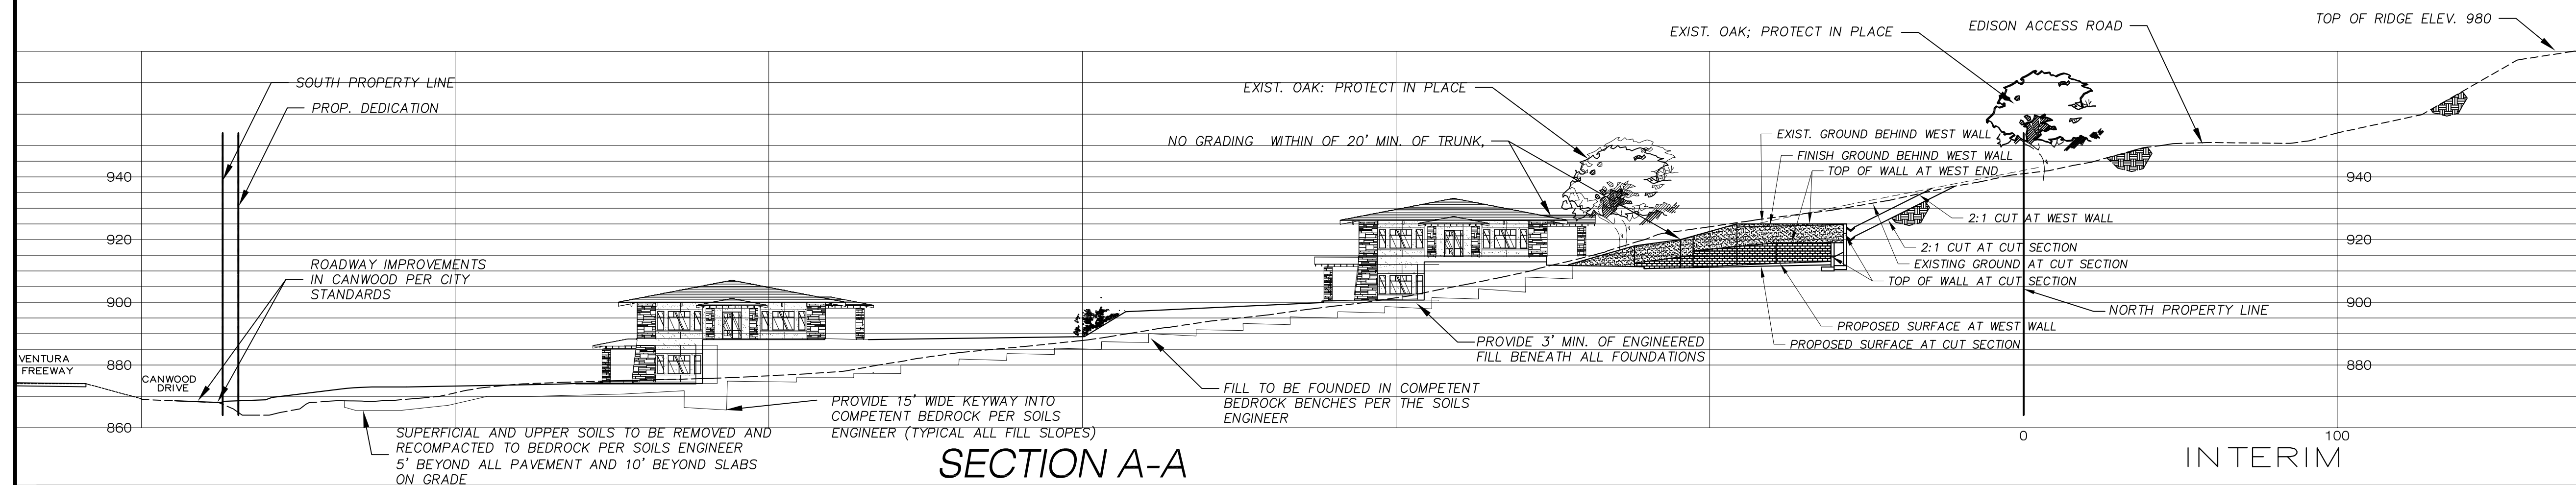 TOP OF RIDGE ELEV. 980
EDISON ACCESS ROAD
EXIST. OAK; PROTECT IN PLACE
SOUTH PROPERTY LINE
PROP. DEDICATION
EXIST. OAK: PROTECT IN PLACE
NO GRADING WITHIN OF 20' MIN. OF TRUNK,
EXIST. GROUND BEHIND WEST WALL
FINISH GROUND BEHIND WEST WALL
TOP OF WALL AT WEST END
940
940
2:1 CUT AT WEST WALL
920
920
2:1 CUT AT CUT SECTION
EXISTING GROUND AT CUT SECTION
TOP OF WALL AT CUT SECTION
ROADWAY IMPROVEMENTS
IN CANWOOD PER CITY
STANDARDS
900
900
NORTH PROPERTY LINE
PROPOSED SURFACE AT WEST WALL
PROPOSED SURFACE AT CUT SECTION
PROVIDE 3' MIN. OF ENGINEERED
FILL BENEATH ALL FOUNDATIONS
VENTURA
FREEWAY
880
880
CANWOOD
DRIVE
FILL TO BE FOUNDED IN COMPETENT
BEDROCK BENCHES PER THE SOILS
ENGINEER
PROVIDE 15' WIDE KEYWAY INTO
COMPETENT BEDROCK PER SOILS
ENGINEER (TYPICAL ALL FILL SLOPES)
860
SUPERFICIAL AND UPPER SOILS TO BE REMOVED AND
RECOMPACTED TO BEDROCK PER SOILS ENGINEER
5' BEYOND ALL PAVEMENT AND 10' BEYOND SLABS
ON GRADE
0
100
SECTION A-A
INTERIM